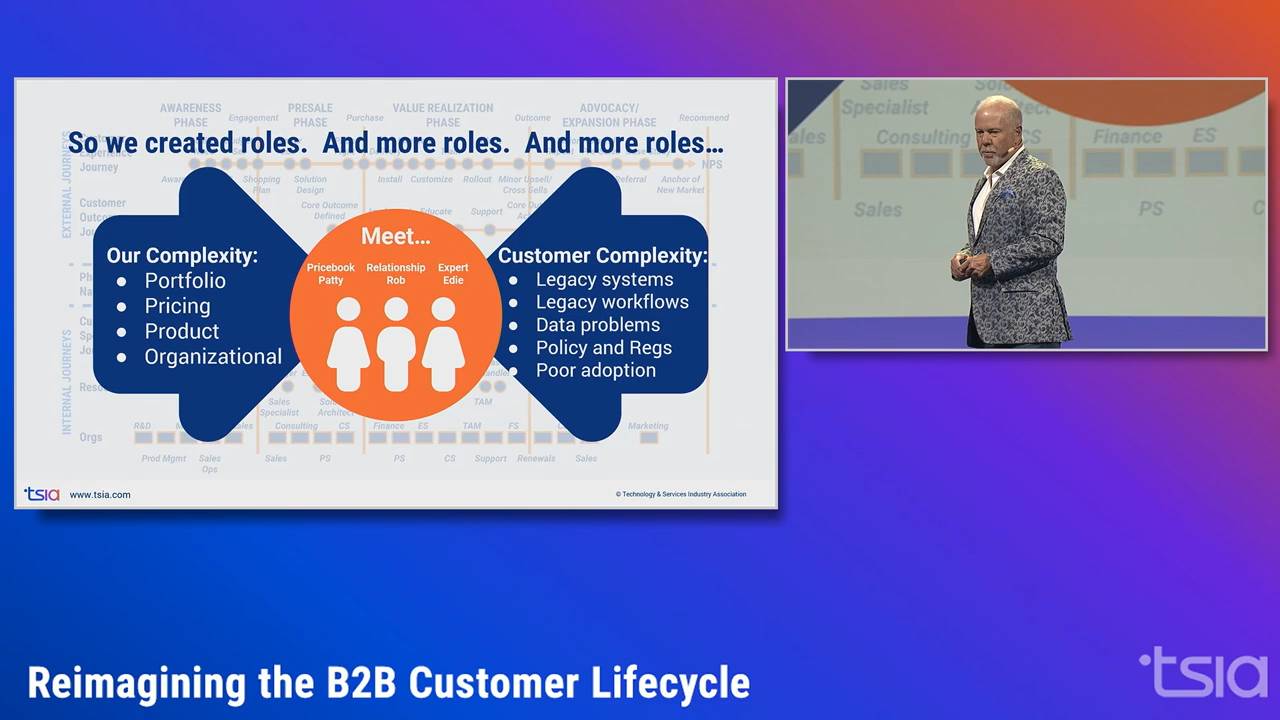 So we created roles. And more roles. And more roles...
AWARENESS PHASE
PRESALE PHASE
VALUE REALIZATION PHASE
ADVOCACY/ EXPANSION PHASE
Engagement
Purchase
Outcome
Recommend
EXTERNAL JOURNEYS
Journey
NPS
Shopping Plan
Solution Design
Install
Customize
Rollout
Minor Upsell/ Cross Sells
Referral
Anchor of New Market
Customer
Core Outcome Defined
Educate
Support
Our Complexity:
• Portfolio
• Pricing
• Product
• Organizational
Meet...
Pricebook Patty
Relationship Rob
Expert Edie
Customer Complexity:
• Legacy systems
• Legacy workflows
• Data problems
• Policy and Regs
• Poor adoption
INTERNAL JOURNEYS
Sales Specialist
TAM
Orgs
R&D
Consulting
CS
Finance
ES
TAM
FS
Marketing
Prod Mgmt
Sales Ops
Sales
PS
PS
CS
Support
Renewals
Sales
tsia
www.tsia.com
© Technology & Services Industry Association
Sales
Specialist
Consulting
CS
Finance
ES
Sales
PS
Reimagining the B2B Customer Lifecycle
tsia